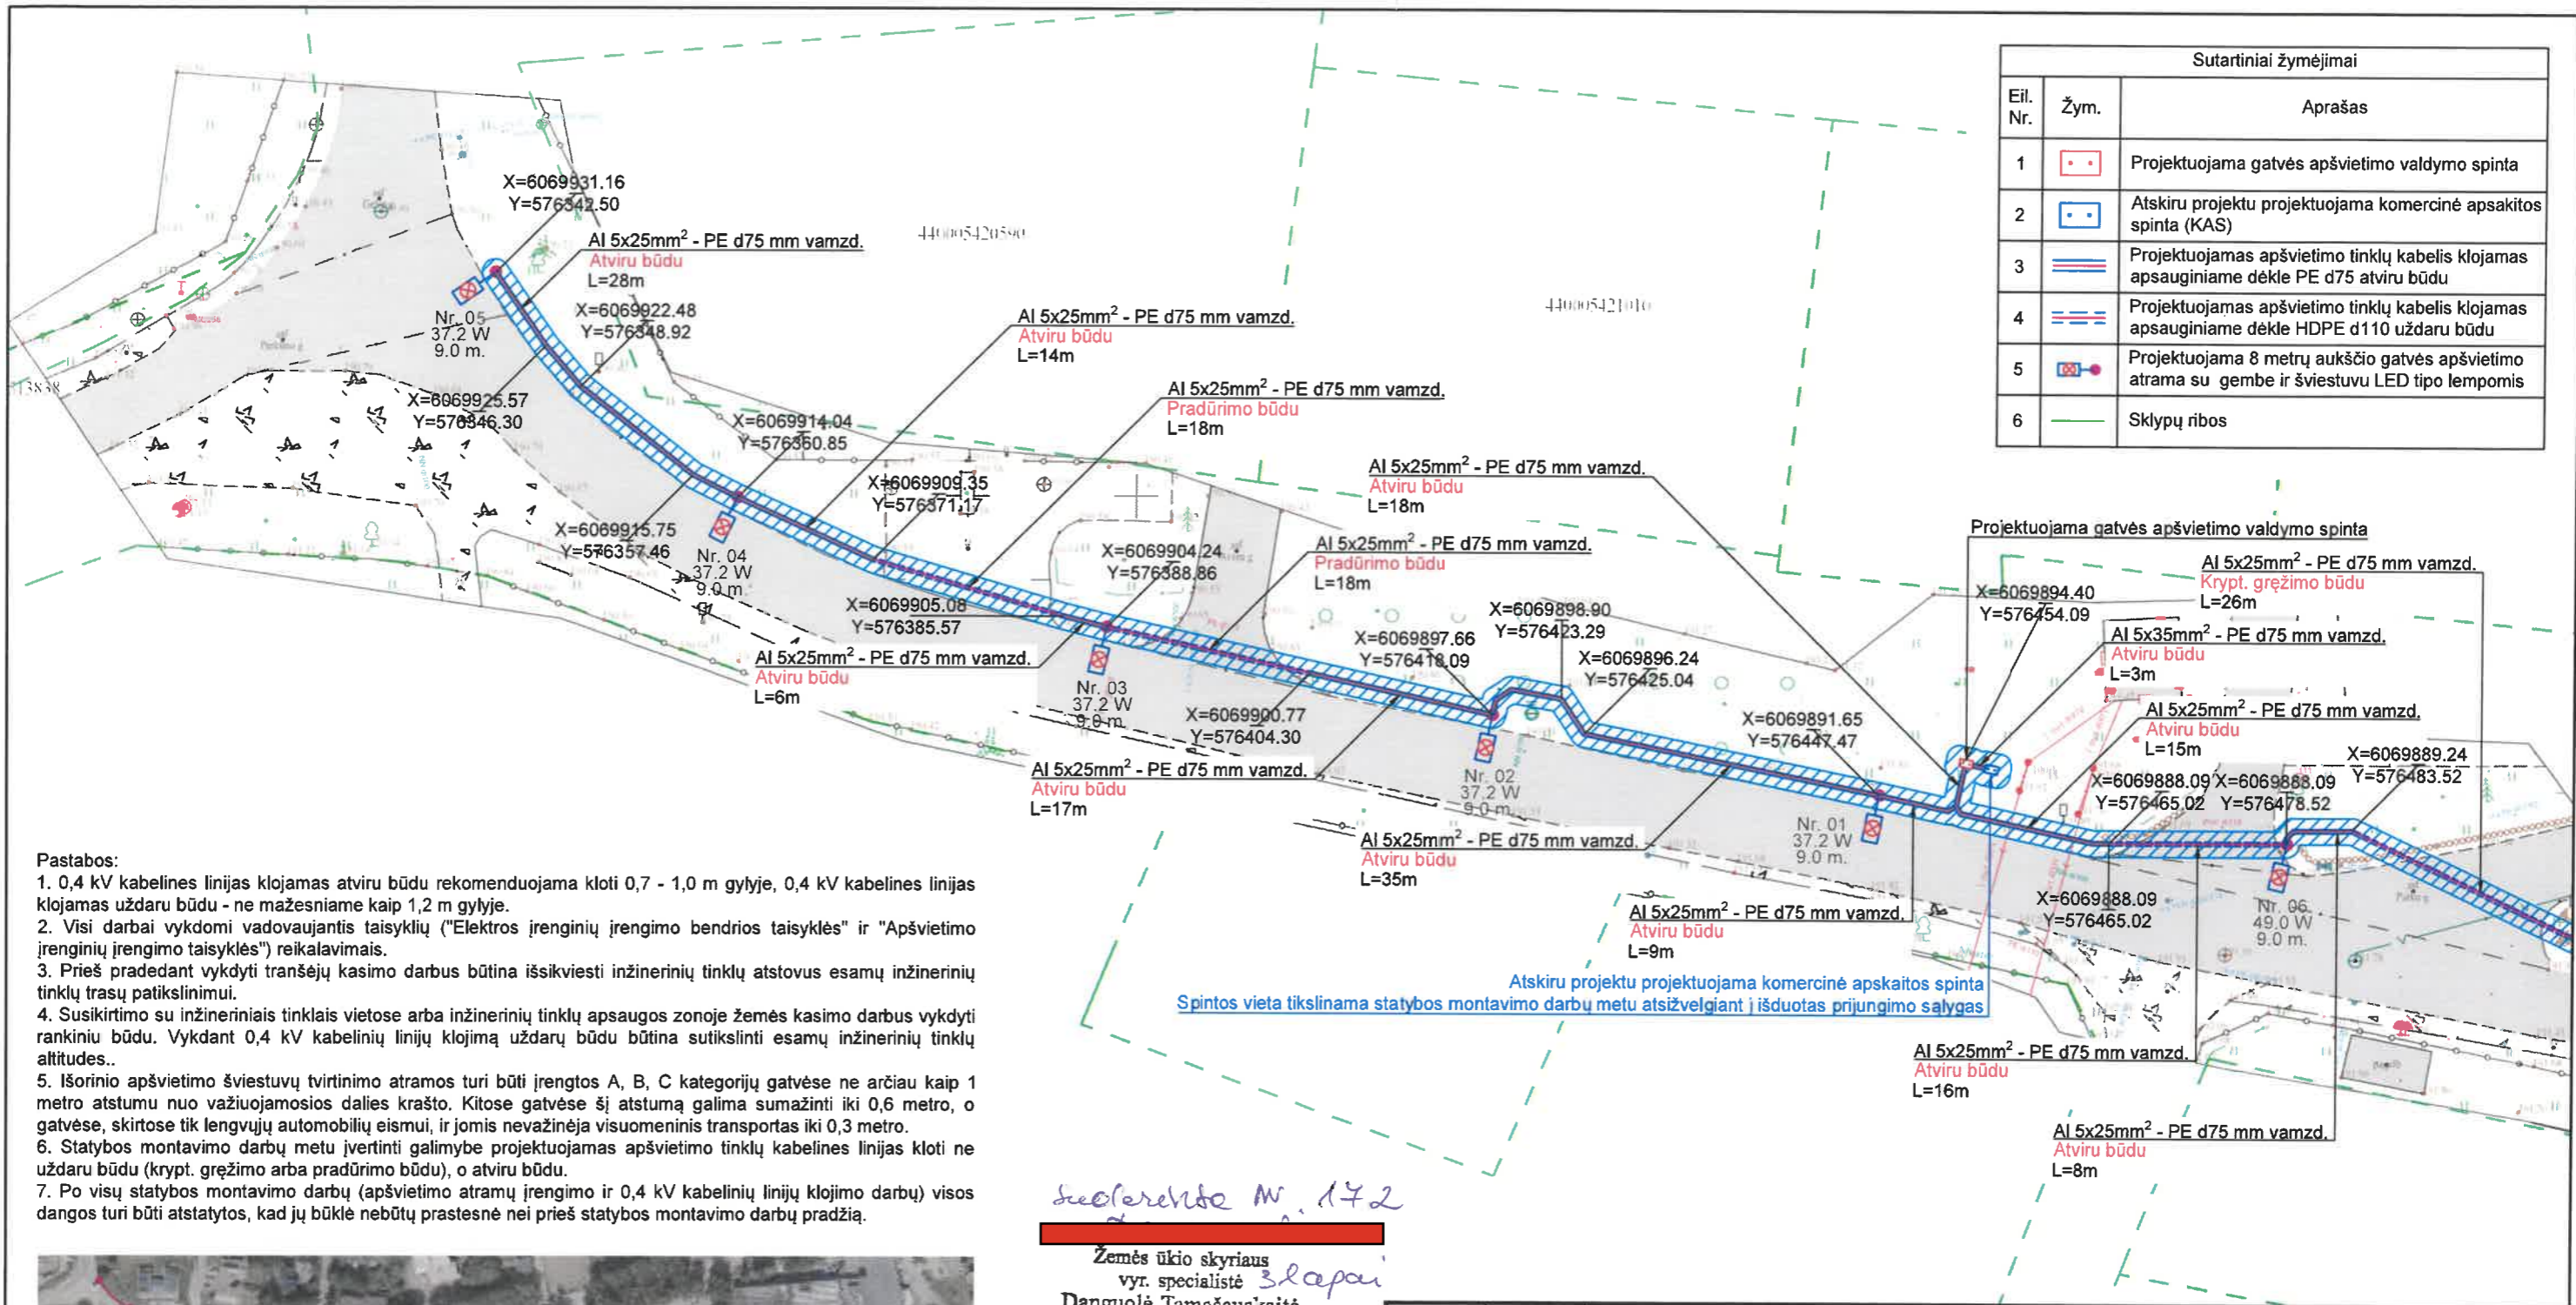 Sutartiniai žymėjimai
Eil. Nr.
Žym.
Aprašas
1
Projektuojama gatvės apšvietimo valdymo spinta
2
Atskiru projektu projektuojama komercinė apsakitos
spinta (KAS)
3
Projektuojamas apšvietimo tinklų kabelis klojamas
apsauginiame dėkle PE d75 atviru būdu
4
Projektuojamas apšvietimo tinklų kabelis klojamas
apsauginiame dėkle HDPE d110 uždaru būdu
5
Projektuojama 8 metrų aukščio gatvės apšvietimo
atrama su gembe ir šviestuvu LED tipo lempomis
6
Sklypų ribos
X=6069931.16
Y=576342.50
Al 5x25mm² - PE d75 mm vamzd.
Atviru būdu
L=28m
440005420590
440005421010
Nr. 05
37.2 W
9.0 m.
X=6069922.48
Y=576348.92
Al 5x25mm² - PE d75 mm vamzd.
Atviru būdu
L=14m
X=6069925.57
Y=576346.30
Al 5x25mm² - PE d75 mm vamzd.
Pradūrimo būdu
L=18m
X=6069914.04
Y=576360.85
X=6069909.35
Y=576371.17
Al 5x25mm² - PE d75 mm vamzd.
Atviru būdu
L=18m
X=6069915.75
Y=576357.46
Nr. 04
37.2 W
9.0 m.
X=6069904.24
Y=576388.86
Al 5x25mm² - PE d75 mm vamzd.
Pradūrimo būdu
L=18m
Projektuojama gatvės apšvietimo valdymo spinta
Al 5x25mm² - PE d75 mm vamzd.
Krypt. gręžimo būdu
L=26m
X=6069905.08
Y=576385.57
X=6069898.90
Y=576423.29
X=6069894.40
Y=576454.09
X=6069897.66
Y=576418.09
X=6069896.24
Y=576425.04
Al 5x35mm² - PE d75 mm vamzd.
Atviru būdu
L=3m
Al 5x25mm² - PE d75 mm vamzd.
Atviru būdu
L=6m
Nr. 03
37.2 W
9.0 m.
X=6069900.77
Y=576404.30
X=6069891.65
Y=576447.47
Al 5x25mm² - PE d75 mm vamzd.
Atviru būdu
L=15m
X=6069889.24
Y=576483.52
X=6069888.09
Y=576465.02
X=6069888.09
Y=576478.52
Al 5x25mm² - PE d75 mm vamzd.
Atviru būdu
L=17m
Nr. 02
37.2 W
9.0 m.
Nr. 01
37.2 W
9.0 m.
Al 5x25mm² - PE d75 mm vamzd.
Atviru būdu
L=35m
X=6069888.09
Y=576465.02
Nr. 06
49.0 W
9.0 m.
Al 5x25mm² - PE d75 mm vamzd.
Atviru būdu
L=9m
Atskiru projektu projektuojama komercinė apskaitos spinta
Spintos vieta tikslinama statybos montavimo darbų metu atsižvelgiant į išduotas prijungimo sąlygas
Al 5x25mm² - PE d75 mm vamzd.
Atviru būdu
L=16m
Al 5x25mm² - PE d75 mm vamzd.
Atviru būdu
L=8m
Pastabos:
1. 0,4 kV kabelines linijas klojamas atviru būdu rekomenduojama kloti 0,7 - 1,0 m gylyje, 0,4 kV kabelines linijas
klojamas uždaru būdu - ne mažesniame kaip 1,2 m gylyje.
2. Visi darbai vykdomi vadovaujantis taisyklių ("Elektros įrenginių įrengimo bendrios taisyklės" ir "Apšvietimo
įrenginių įrengimo taisyklės") reikalavimais.
3. Prieš pradedant vykdyti tranšėjų kasimo darbus būtina išsikviesti inžinerinių tinklų atstovus esamų inžinerinių
tinklų trasų patikslinimui.
4. Susikirtimo su inžineriniais tinklais vietose arba inžinerinių tinklų apsaugos zonoje žemės kasimo darbus vykdyti
rankiniu būdu. Vykdant 0,4 kV kabelinių linijų klojimą uždarų būdu būtina sutikslinti esamų inžinerinių tinklų
altitudes..
5. Išorinio apšvietimo šviestuvų tvirtinimo atramos turi būti įrengtos A, B, C kategorijų gatvėse ne arčiau kaip 1
metro atstumu nuo važiuojamosios dalies krašto. Kitose gatvėse šį atstumą galima sumažinti iki 0,6 metro, o
gatvėse, skirtose tik lengvųjų automobilių eismui, ir jomis nevažinėja visuomeninis transportas iki 0,3 metro.
6. Statybos montavimo darbų metu įvertinti galimybe projektuojamas apšvietimo tinklų kabelines linijas kloti ne
uždaru būdu (krypt. gręžimo arba pradūrimo būdu), o atviru būdu.
7. Po visų statybos montavimo darbų (apšvietimo atramų įrengimo ir 0,4 kV kabelinių linijų klojimo darbų) visos
dangos turi būti atstatytos, kad jų būklė nebūtų prastesnė nei prieš statybos montavimo darbų pradžią.
Suderinta Nr. 172
Žemės ūkio skyriaus
vyr. specialistė 3 lapai
Danguolė Tamašauskaitė